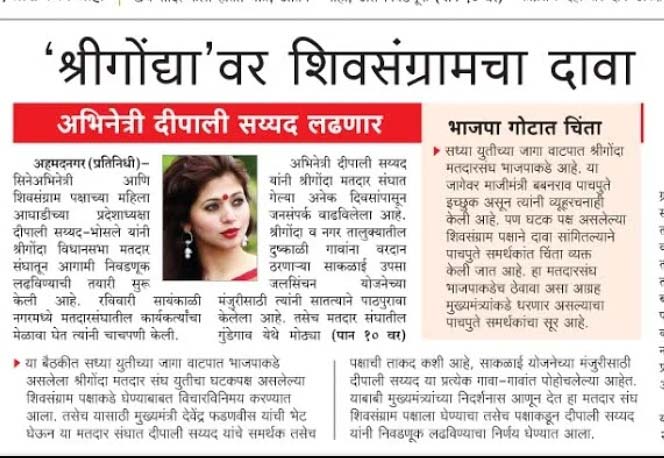 ‘श्रीगोंद्या’वर शिवसंग्रामचा दावा
अभिनेत्री दीपाली सय्यद लढणार
अहमदनगर (प्रतिनिधी)–
सिनेअभिनेत्री आणि
शिवसंग्राम पक्षाच्या महिला
आघाडीच्या प्रदेशाध्यक्षा
दीपाली सय्यद-भोसले यांनी
श्रीगोंदा विधानसभा मतदार
संघातून आगामी निवडणूक
लढविण्याची तयारी सुरू
केली आहे. रविवारी सायंकाळी
नगरमध्ये मतदारसंघातील कार्यकर्त्यांचा
मेळावा घेत त्यांनी चाचपणी केली.
अभिनेत्री दीपाली सय्यद
यांनी श्रीगोंदा मतदार संघात
गेल्या अनेक दिवसांपासून
जनसंपर्क वाढविलेला आहे.
श्रीगोंदा व नगर तालुक्यातील
दुष्काळी गावांना वरदान
ठरणाऱ्या साकळाई उपसा
जलसिंचन योजनेच्या
मंजुरीसाठी त्यांनी सातत्याने पाठपुरावा
केलेला आहे. तसेच मतदार संघातील
गुंडेगाव येथे मोठ्या (पान १० वर)
भाजपा गोटात चिंता
सध्या युतीच्या जागा वाटपात श्रीगोंदा
मतदारसंघ भाजपाकडे आहे. या
जागेवर माजीमंत्री बबनराव पाचपुते
इच्छुक असून त्यांनी व्यूहरचनाही
केली आहे. पण घटक पक्ष असलेल्या
शिवसंग्राम पक्षाने दावा सांगितल्याने
पाचपुते समर्थकांत चिंता व्यक्त
केली जात आहे. हा मतदारसंघ
भाजपाकडेच ठेवावा असा आग्रह
मुख्यमंत्र्यांकडे धरणार असल्याचा
पाचपुते समर्थकांचा सूर आहे.
या बैठकीत सध्या युतीच्या जागा वाटपात भाजपाकडे
असलेला श्रीगोंदा मतदार संघ युतीचा घटकपक्ष असलेल्या
शिवसंग्राम पक्षाकडे घेण्याबाबत विचारविनिमय करण्यात
आला. तसेच यासाठी मुख्यमंत्री देवेंद्र फडणवीस यांची भेट
घेऊन या मतदार संघात दीपाली सय्यद यांचे समर्थक तसेच
पक्षाची ताकद कशी आहे, साकळाई योजनेच्या मंजुरीसाठी
दीपाली सय्यद या प्रत्येक गावा-गावांत पोहोचलेल्या आहेत.
याबाबी मुख्यमंत्र्यांच्या निदर्शनास आणून देत हा मतदार संघ
शिवसंग्राम पक्षाला घेण्याचा तसेच पक्षाकडून दीपाली सय्यद
यांनी निवडणूक लढविण्याचा निर्णय घेण्यात आला.